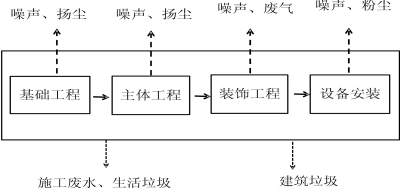 噪声、扬尘 噪声、扬尘 噪声、废气 噪声、粉尘
基础工程 主体工程 装饰工程 设备安装
施工废水、生活垃圾 建筑垃圾